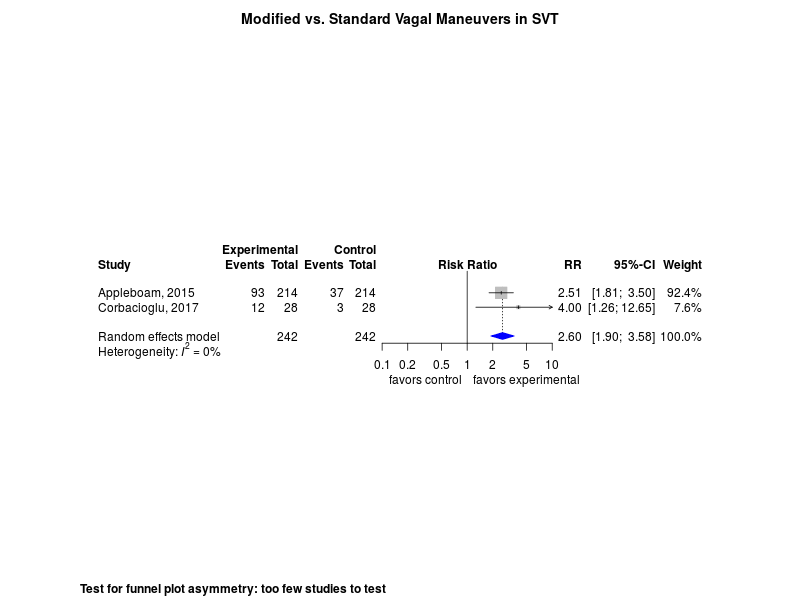 Modified vs. Standard Vagal Maneuvers in SVT
Experimental Control
Study Events Total Events Total Risk Ratio RR 95%-CI Weight
Appleboam, 2015 93 214 37 214 2.51 [1.81; 3.50] 92.4%
Corbacioglu, 2017 12 28 3 28 4.00 [1.26; 12.65] 7.6%
Random effects model 242 242 2.60 [1.90; 3.58] 100.0%
Heterogeneity: I² = 0%
0.1 0.2 0.5 1 2 5 10
favors control favors experimental
Test for funnel plot asymmetry: too few studies to test